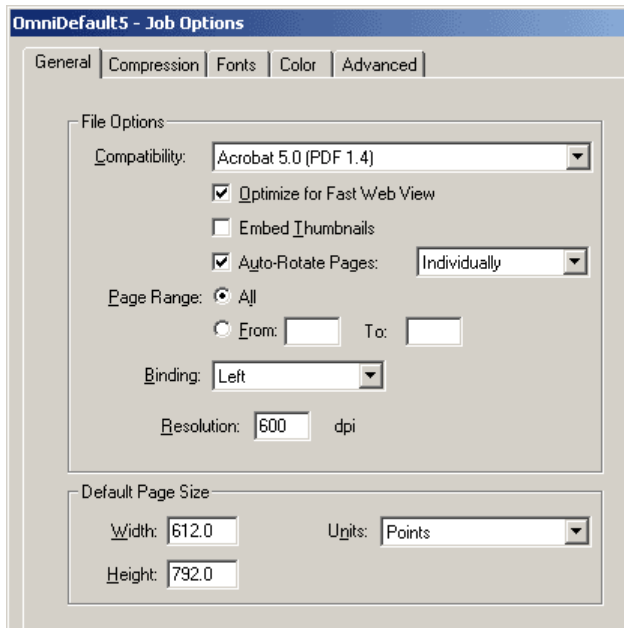 OmniDefault5 - Job Options
General Compression Fonts Color Advanced
File Options
Compatibility: Acrobat 5.0 (PDF 1.4)
Optimize for Fast Web View
Embed Thumbnails
Auto-Rotate Pages: Individually
Page Range: All
From: To:
Binding: Left
Resolution: 600 dpi
Default Page Size
Width: 612.0 Units: Points
Height: 792.0